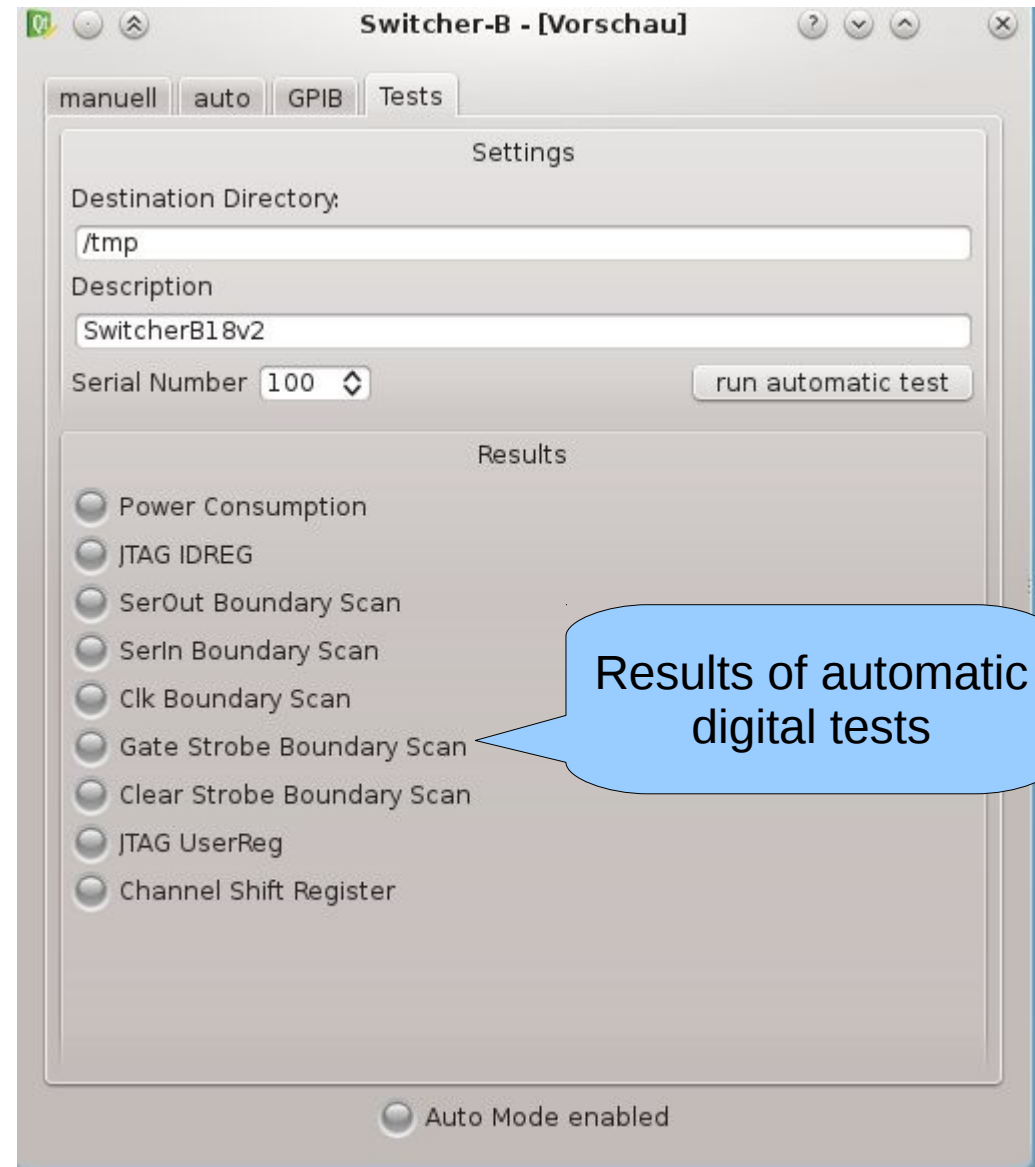 Switcher-B - [Vorschau]
manuell auto GPIB Tests
Settings
Destination Directory:
/tmp
Description
SwitcherB18v2
Serial Number 100 run automatic test
Results
Power Consumption
JTAG IDREG
SerOut Boundary Scan
SerIn Boundary Scan
Clk Boundary Scan
Gate Strobe Boundary Scan
Clear Strobe Boundary Scan
JTAG UserReg
Channel Shift Register
Results of automatic
digital tests
Auto Mode enabled